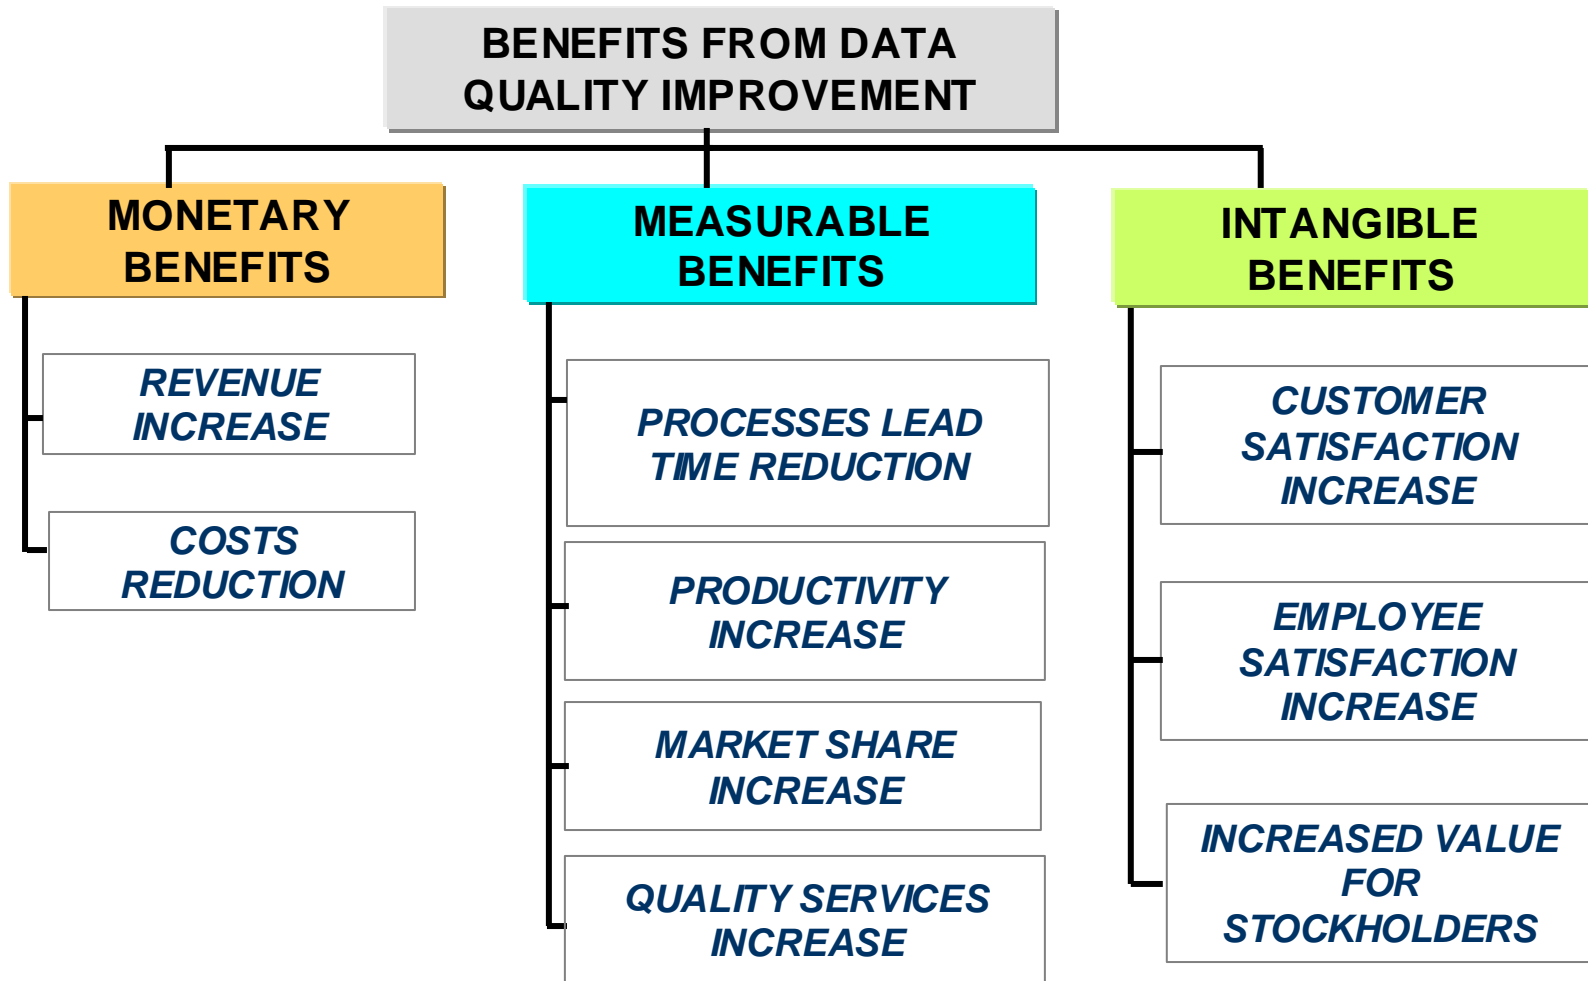 BENEFITS FROM DATA
QUALITY IMPROVEMENT
MONETARY
BENEFITS
REVENUE
INCREASE
COSTS
REDUCTION
MEASURABLE
BENEFITS
PROCESSES LEAD
TIME REDUCTION
PRODUCTIVITY
INCREASE
MARKET SHARE
INCREASE
QUALITY SERVICES
INCREASE
INTANGIBLE
BENEFITS
CUSTOMER
SATISFACTION
INCREASE
EMPLOYEE
SATISFACTION
INCREASE
INCREASED VALUE
FOR
STOCKHOLDERS